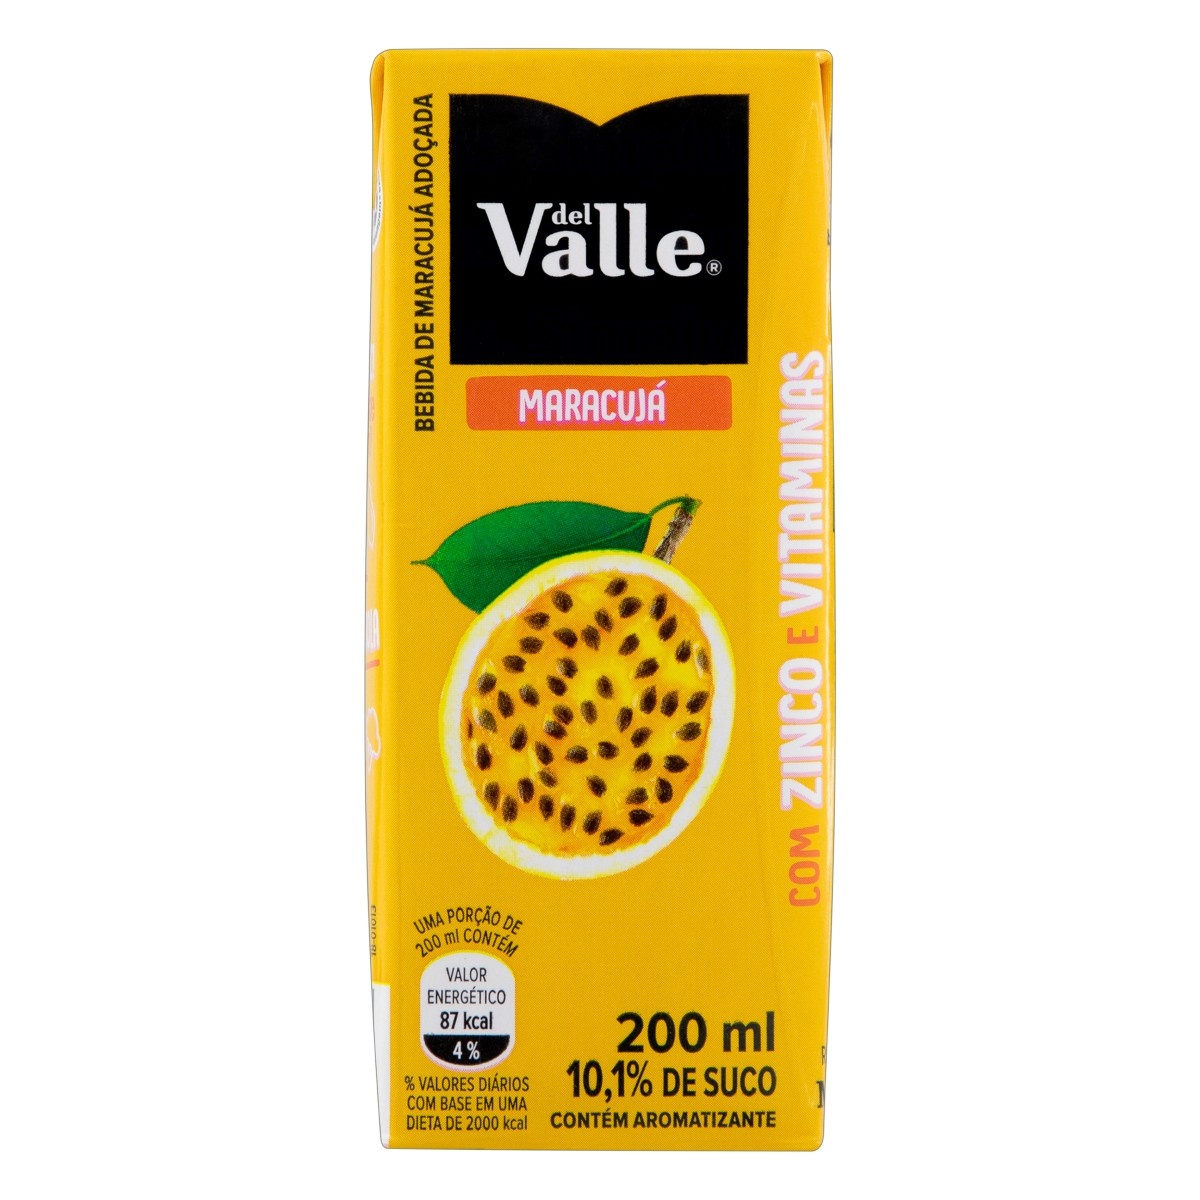 BEBIDA DE MARACUJÁ ADOÇADA
del
Valle®
MARACUJÁ
COM ZINCO E VITAMINAS
UMA PORÇÃO DE
200 ml CONTÉM
VALOR
ENERGÉTICO
87 kcal
4%
% VALORES DIÁRIOS
COM BASE EM UMA
DIETA DE 2000 kcal
200 ml
10,1% DE SUCO
CONTÉM AROMATIZANTE